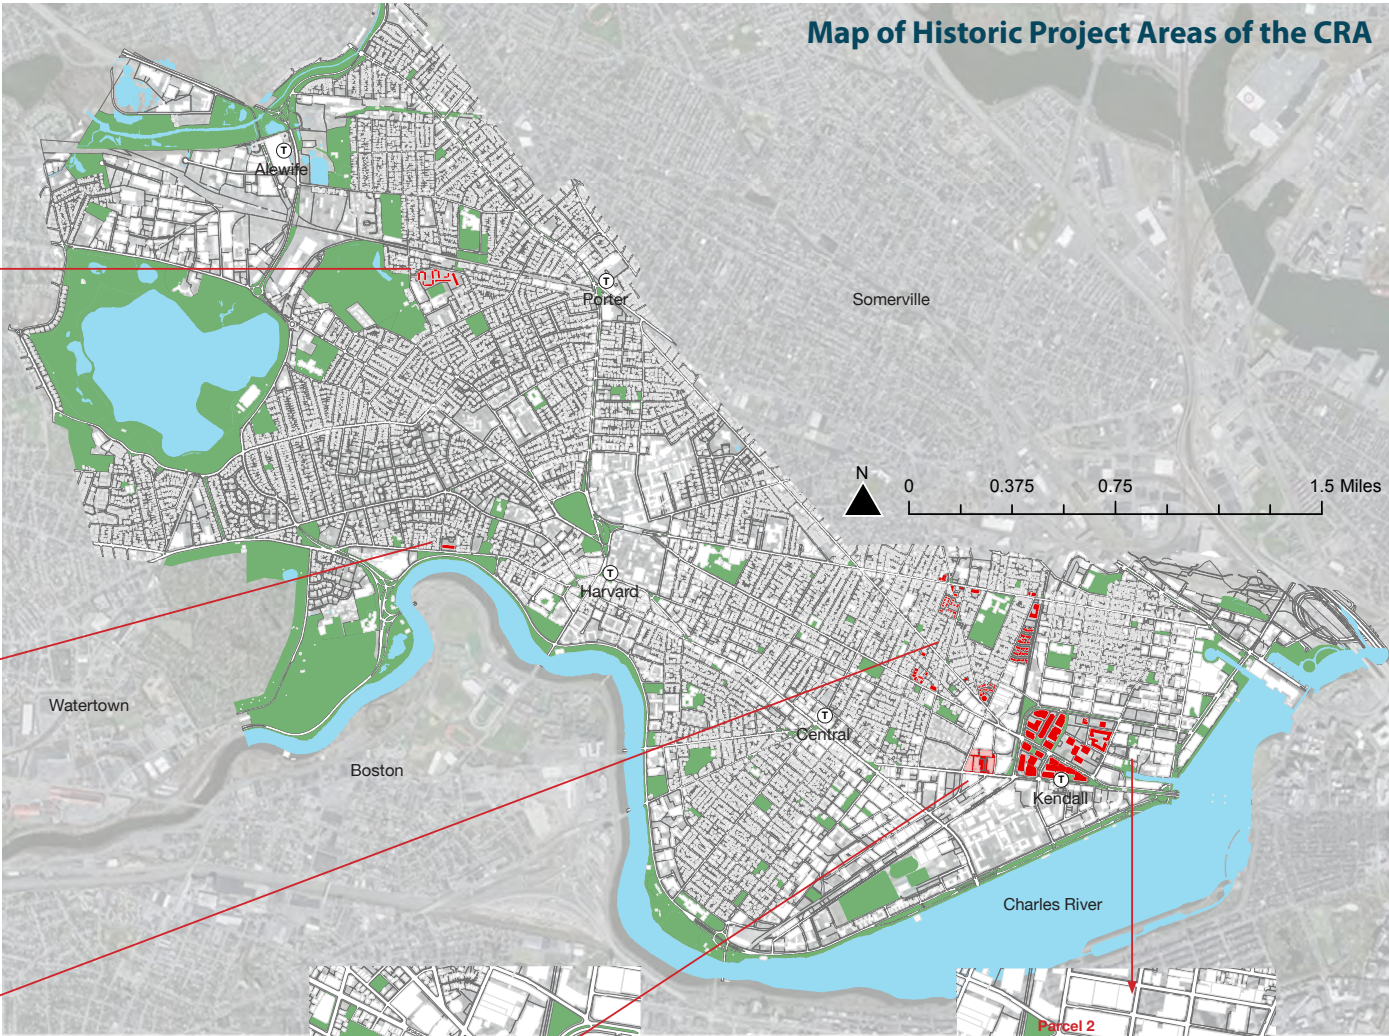 Map of Historic Project Areas of the CRA
T
Alewife
T
Porter
Somerville
N
0 0.375 0.75 1.5 Miles
T
Harvard
Watertown
T
Central
Boston
T
Kendall
Charles River
Parcel 2